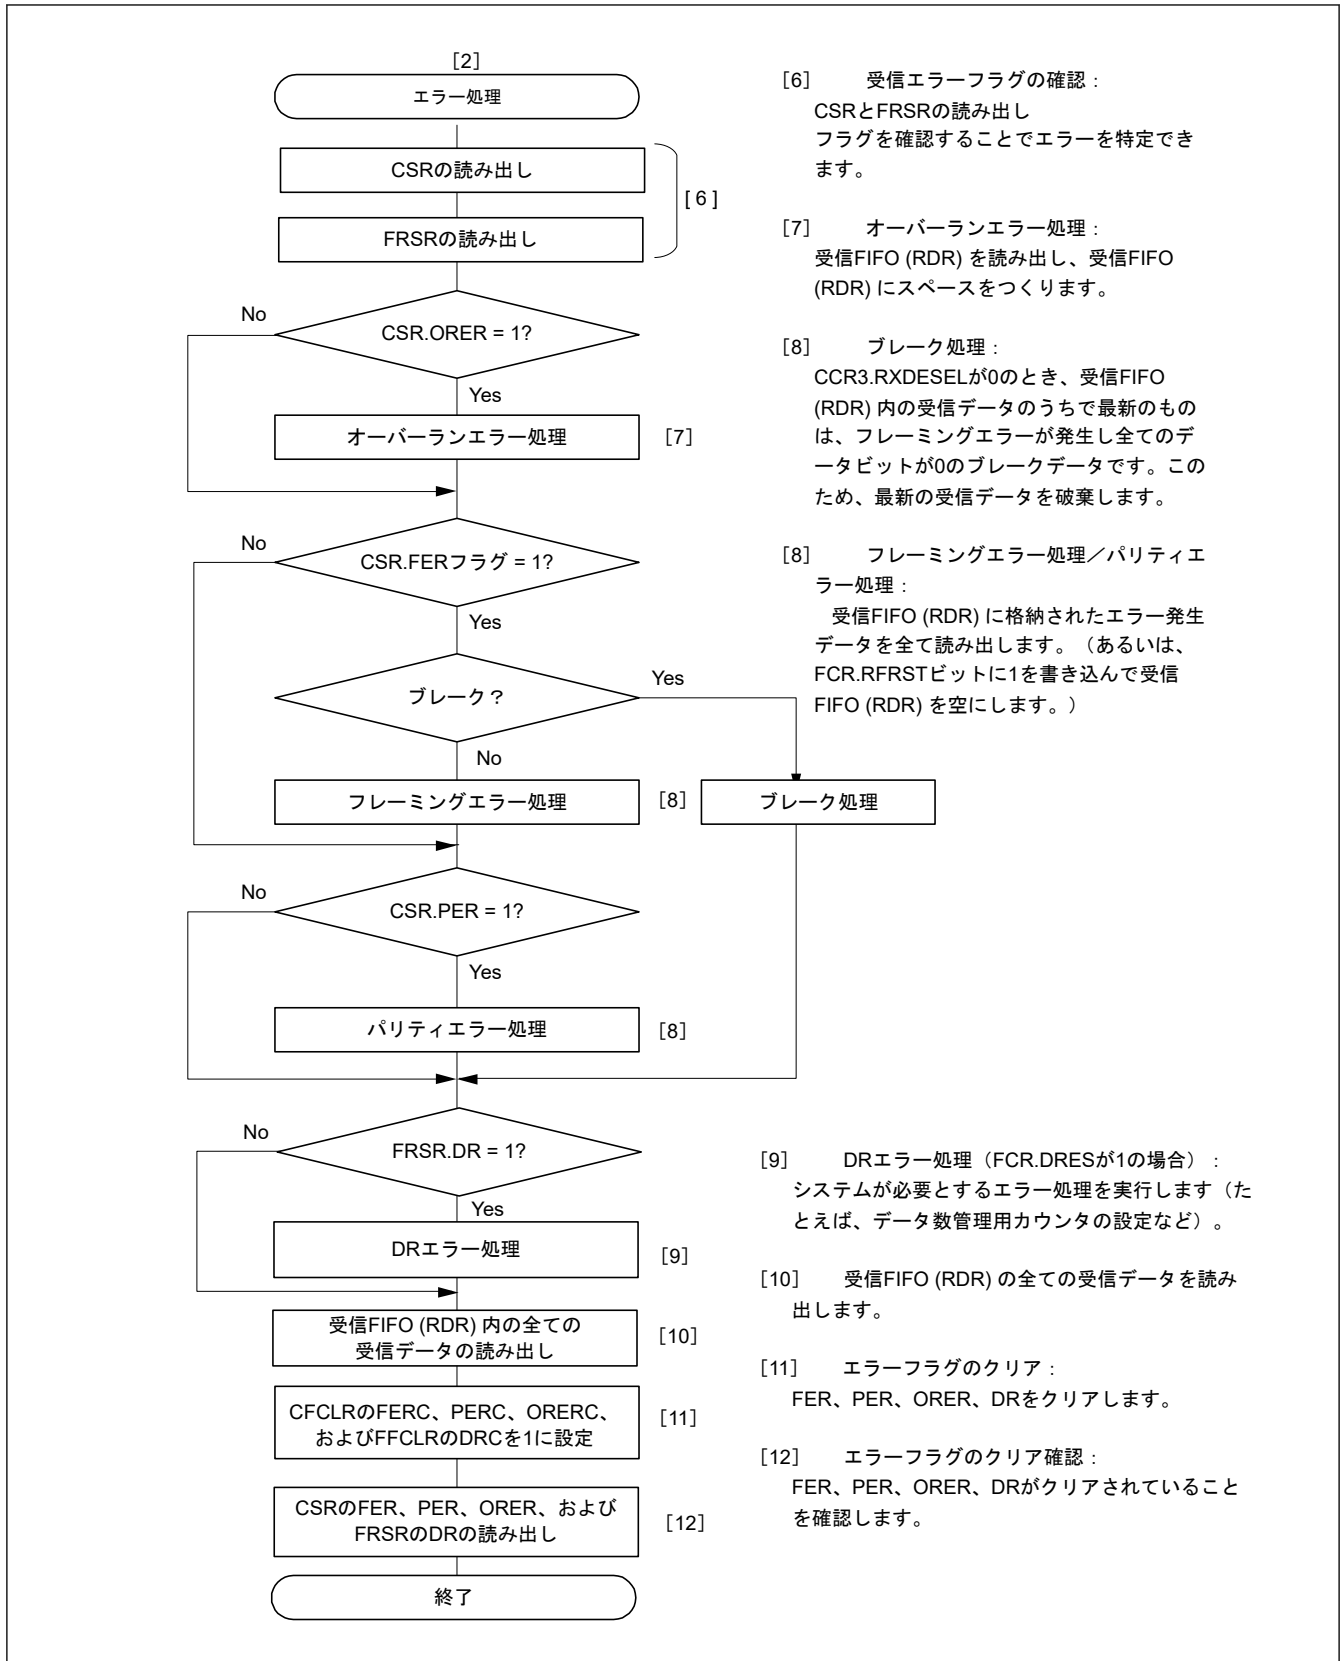 [2]
エラー処理
CSRの読み出し
FRSRの読み出し
[ 6 ]
CSR.ORER = 1?
No
Yes
オーバーランエラー処理
[7]
CSR.FERフラグ = 1?
No
Yes
ブレーク？
Yes
No
フレーミングエラー処理
[8]
ブレーク処理
CSR.PER = 1?
No
Yes
パリティエラー処理
[8]
FRSR.DR = 1?
No
Yes
DRエラー処理
[9]
受信FIFO (RDR) 内の全ての
受信データの読み出し
[10]
CFCLRのFERC、PERC、ORERC、
およびFFCLRのDRCを1に設定
[11]
CSRのFER、PER、ORER、および
FRSRのDRの読み出し
[12]
終了
[6] 受信エラーフラグの確認：
CSRとFRSRの読み出し
フラグを確認することでエラーを特定でき
ます。
[7] オーバーランエラー処理：
受信FIFO (RDR) を読み出し、受信FIFO
(RDR) にスペースをつくります。
[8] ブレーク処理：
CCR3.RXDESELが0のとき、受信FIFO
(RDR) 内の受信データのうちで最新のもの
は、フレーミングエラーが発生し全てのデ
ータビットが0のブレークデータです。この
ため、最新の受信データを破棄します。
[8] フレーミングエラー処理／パリティエ
ラー処理：
受信FIFO (RDR) に格納されたエラー発生
データを全て読み出します。（あるいは、
FCR.RFRSTビットに1を書き込んで受信
FIFO (RDR) を空にします。）
[9] DRエラー処理（FCR.DRESが1の場合）：
システムが必要とするエラー処理を実行します（た
とえば、データ数管理用カウンタの設定など）。
[10] 受信FIFO (RDR) の全ての受信データを読み
出します。
[11] エラーフラグのクリア：
FER、PER、ORER、DRをクリアします。
[12] エラーフラグのクリア確認：
FER、PER、ORER、DRがクリアされていること
を確認します。